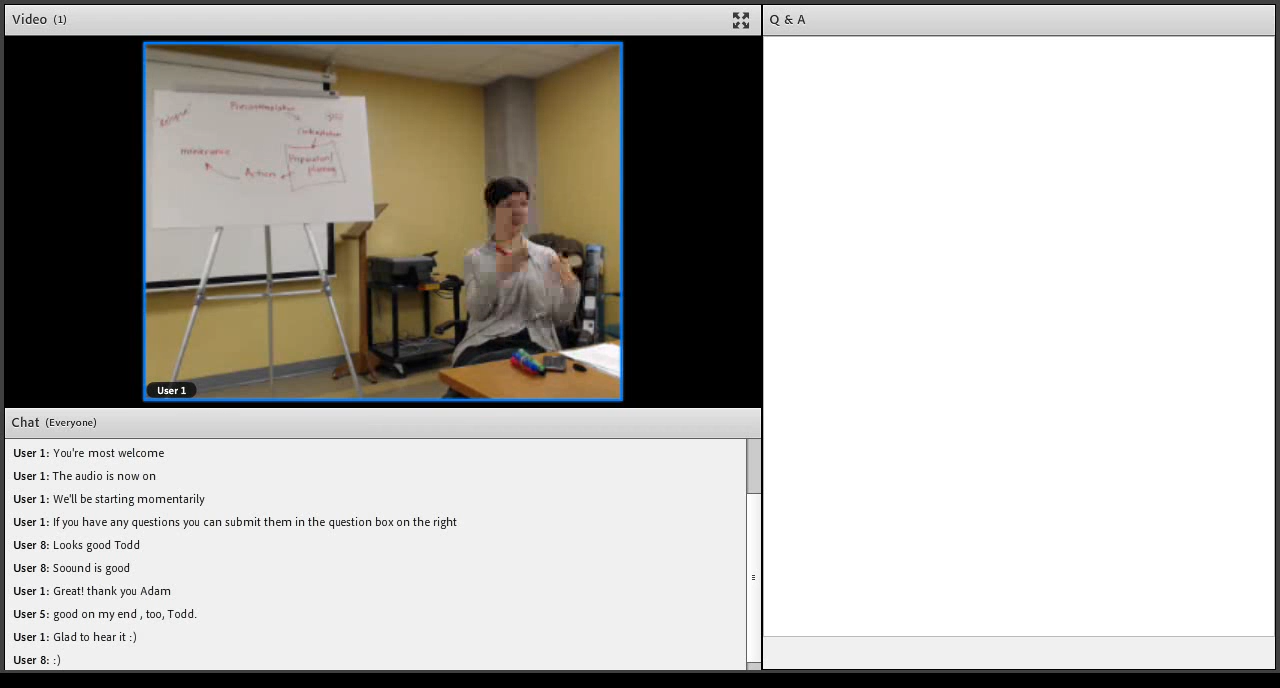 Video (1)
Q & A
Relapse
Precontemplation
Contemplation
maintenance
Preparation/
planning
Action
User 1
Chat (Everyone)
User 1: You're most welcome
User 1: The audio is now on
User 1: We'll be starting momentarily
User 1: If you have any questions you can submit them in the question box on the right
User 8: Looks good Todd
User 8: Soound is good
User 1: Great! thank you Adam
User 5: good on my end , too, Todd.
User 1: Glad to hear it :)
User 8: :)